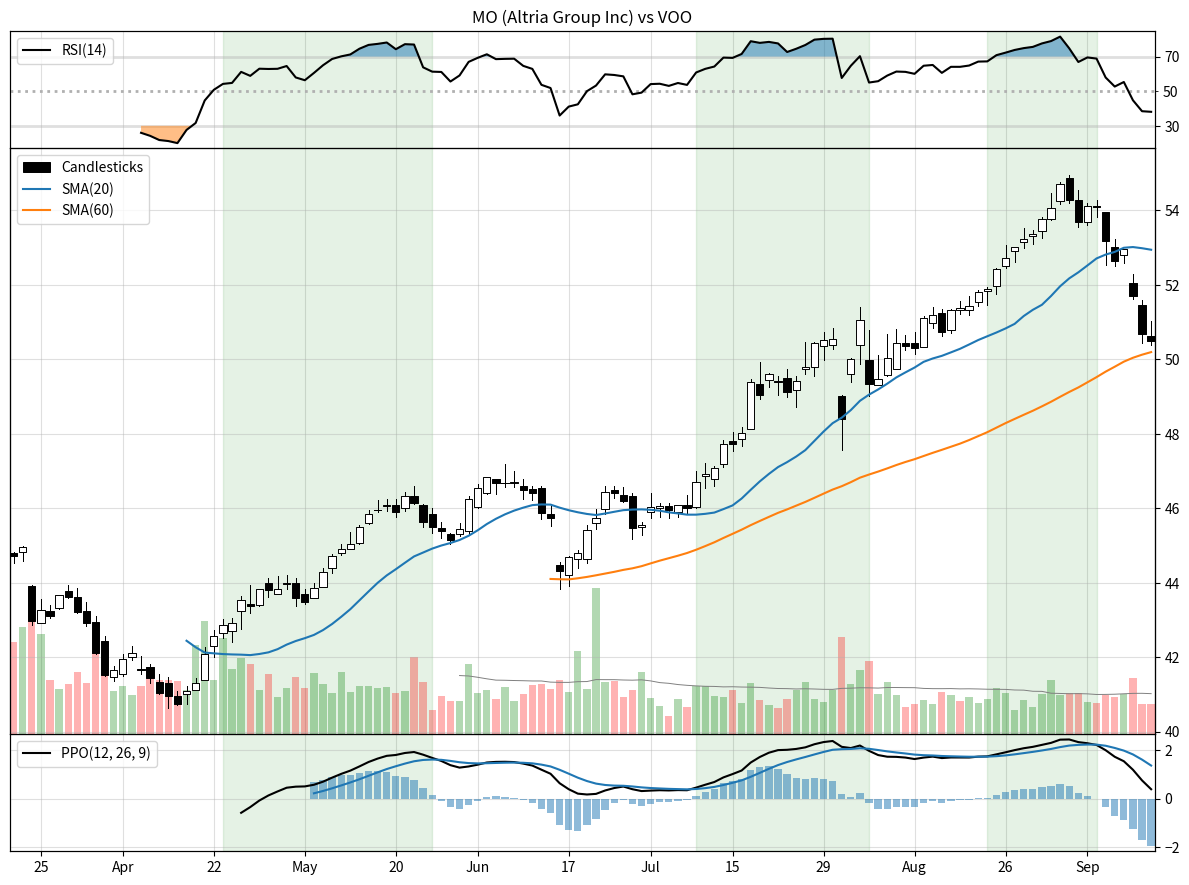 MO (Altria Group Inc) vs VOO
RSI(14)
70
50
30
Candlesticks
SMA(20)
SMA(60)
54
52
50
48
46
44
42
40
PPO(12, 26, 9)
2
0
−2
25 Apr 22 May 20 Jun 17 Jul 15 29 Aug 26 Sep